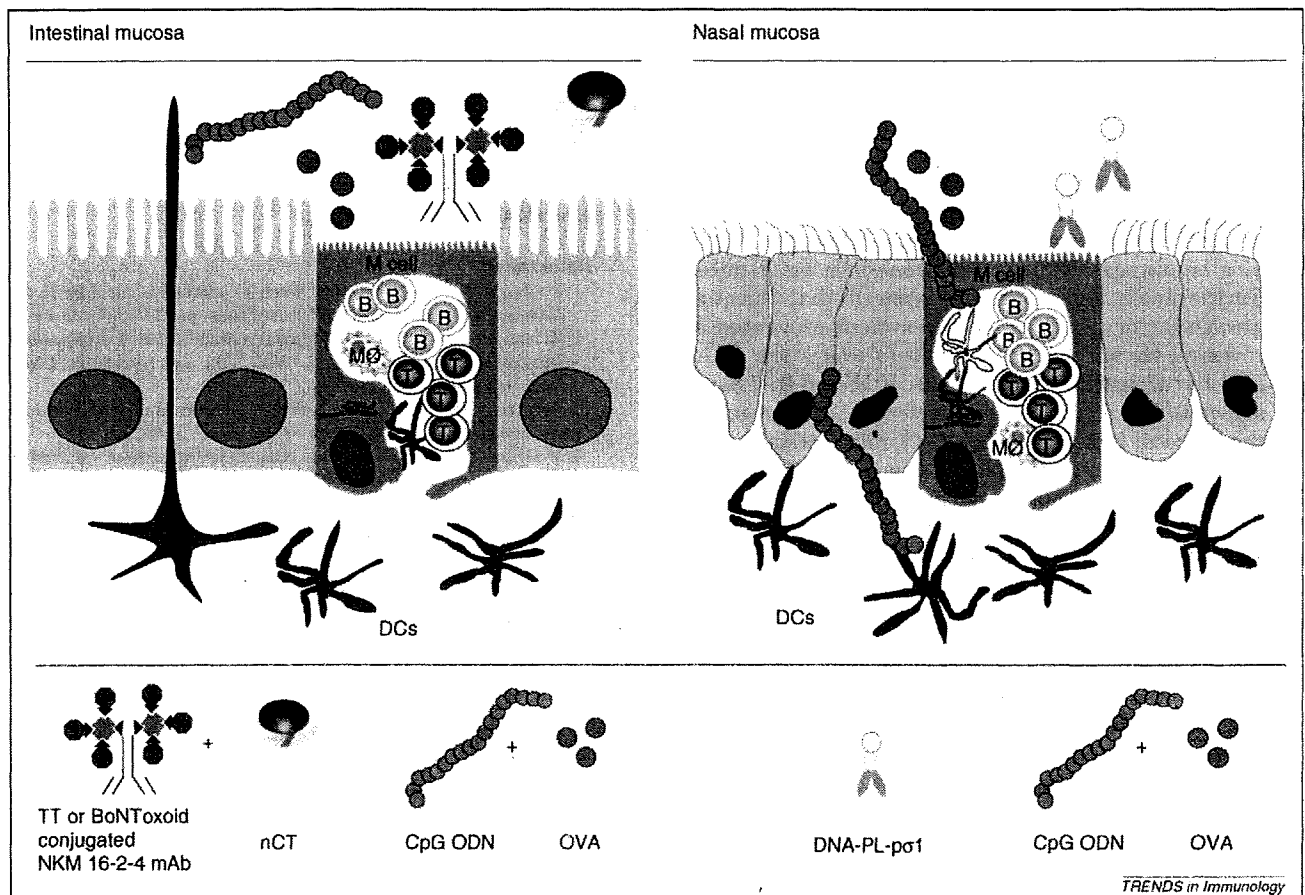 Intestinal mucosa
Nasal mucosa
M cell
B
B
B
B
MØ
T
T
T
T
T
DCs
M cell
B
B
B
B
T
T
T
MØ
T
DCs
+
+
+
TT or BoNToxoid
conjugated
NKM 16-2-4 mAb
nCT
CpG ODN
OVA
DNA-PL-pσ1
CpG ODN
OVA
TRENDS in Immunology